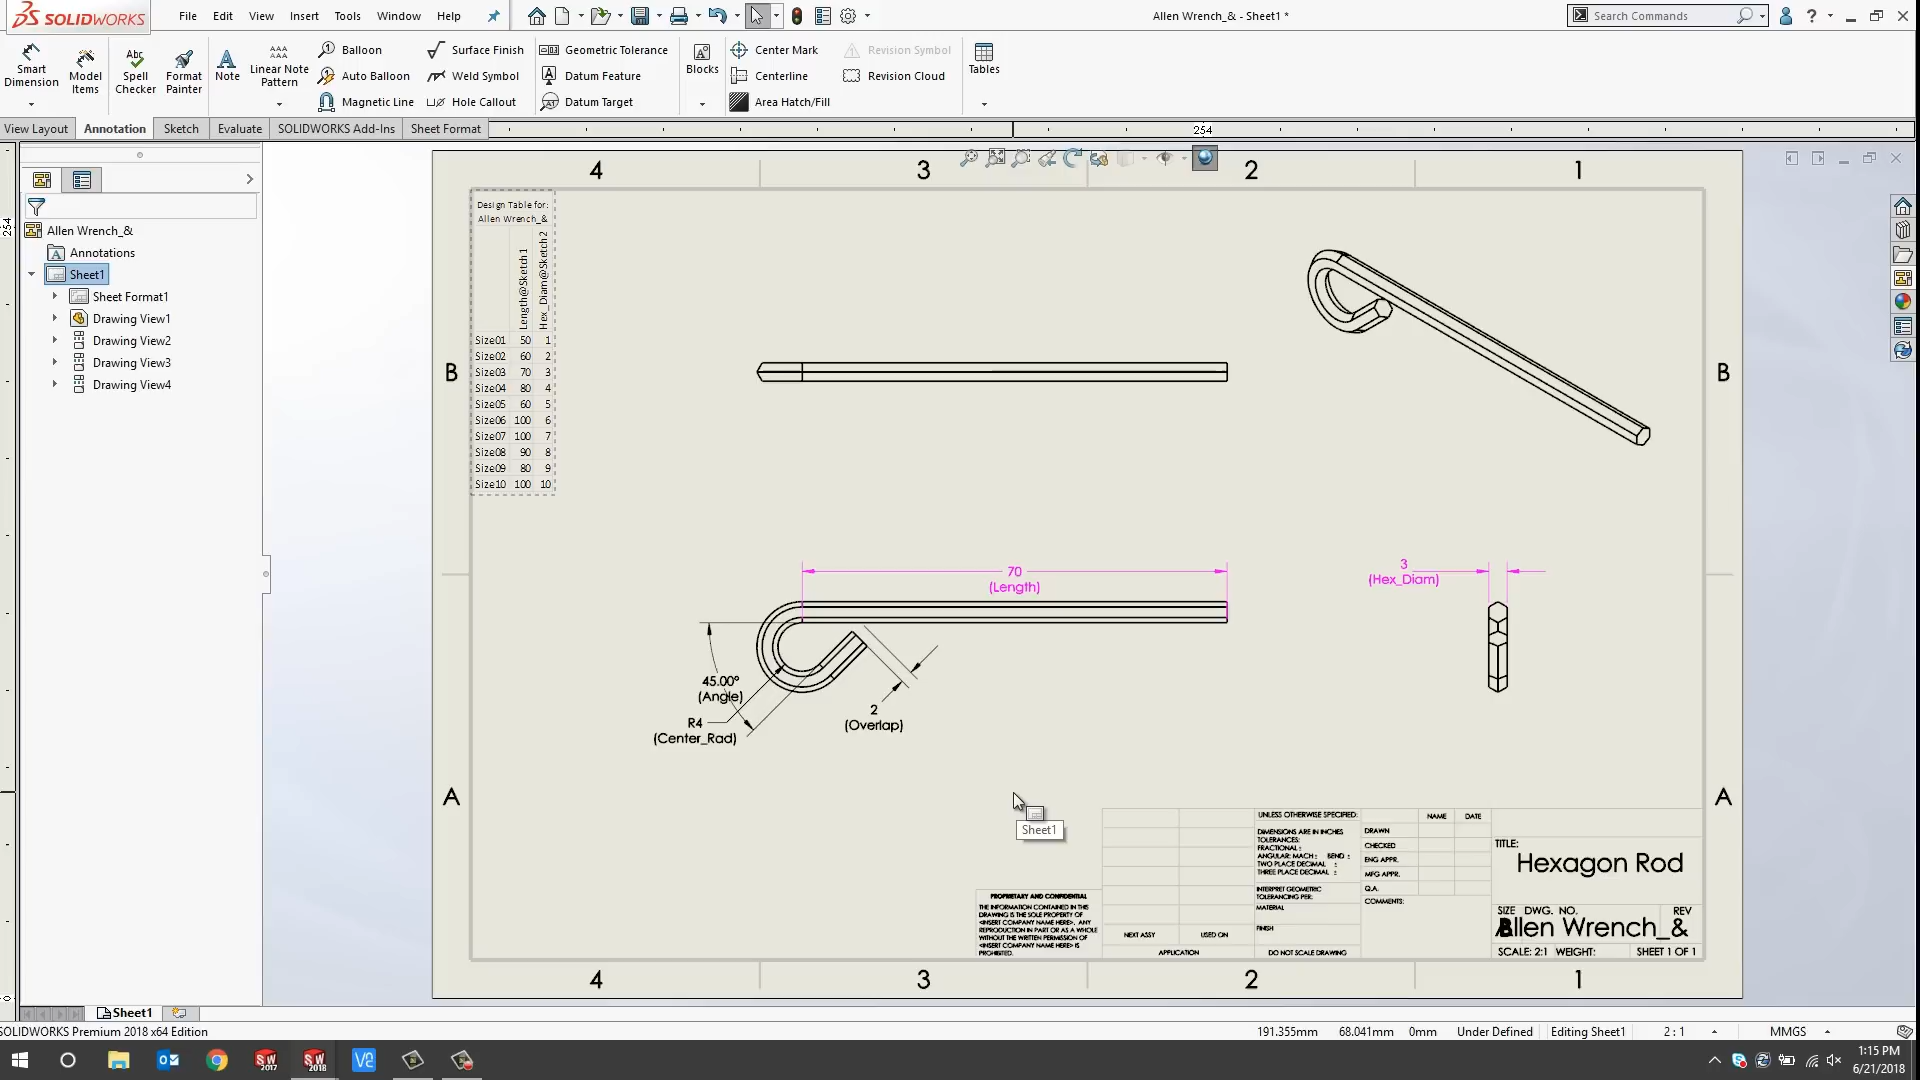 SOLIDWORKS
File
Edit
View
Insert
Tools
Window
Help
Allen Wrench_& - Sheet1 *
Search Commands
?
Smart
Dimension
Model
Items
Spell
Checker
Format
Painter
Note
Linear Note
Pattern
Balloon
Auto Balloon
Magnetic Line
Surface Finish
Weld Symbol
Hole Callout
Geometric Tolerance
Datum Feature
Datum Target
Blocks
Center Mark
Centerline
Area Hatch/Fill
Revision Symbol
Revision Cloud
Tables
View Layout
Annotation
Sketch
Evaluate
SOLIDWORKS Add-Ins
Sheet Format
254
254
Allen Wrench_&
Annotations
Sheet1
Sheet Format1
Drawing View1
Drawing View2
Drawing View3
Drawing View4
4
3
2
1
Design Table for:
Allen Wrench_&
Length@Sketch1
Hex_Diam@Sketch2
Size01 50 1
Size02 60 2
Size03 70 3
Size04 80 4
Size05 60 5
Size06 100 6
Size07 100 7
Size08 90 8
Size09 80 9
Size10 100 10
B
B
70
(Length)
3
(Hex_Diam)
45.00°
(Angle)
R4
(Center_Rad)
2
(Overlap)
A
A
Sheet1
PROPRIETARY AND CONFIDENTIAL
THE INFORMATION CONTAINED IN THIS
DRAWING IS THE SOLE PROPERTY OF
<INSERT COMPANY NAME HERE>. ANY
REPRODUCTION IN PART OR AS A WHOLE
WITHOUT THE WRITTEN PERMISSION OF
<INSERT COMPANY NAME HERE> IS
PROHIBITED.
NEXT ASSY
USED ON
APPLICATION
UNLESS OTHERWISE SPECIFIED:
DIMENSIONS ARE IN INCHES
TOLERANCES:
FRACTIONAL ±
ANGULAR: MACH ± BEND ±
TWO PLACE DECIMAL ±
THREE PLACE DECIMAL ±
INTERPRET GEOMETRIC
TOLERANCING PER:
MATERIAL
FINISH
DO NOT SCALE DRAWING
NAME
DATE
DRAWN
CHECKED
ENG APPR.
MFG APPR.
Q.A.
COMMENTS:
TITLE:
Hexagon Rod
SIZE
DWG. NO.
REV
B
Allen Wrench_&
SCALE: 2:1
WEIGHT:
SHEET 1 OF 1
4
3
2
1
Sheet1
SOLIDWORKS Premium 2018 x64 Edition
191.355mm
68.041mm
0mm
Under Defined
Editing Sheet1
2 : 1
MMGS
SW
2017
SW
2018
1:15 PM
6/21/2018